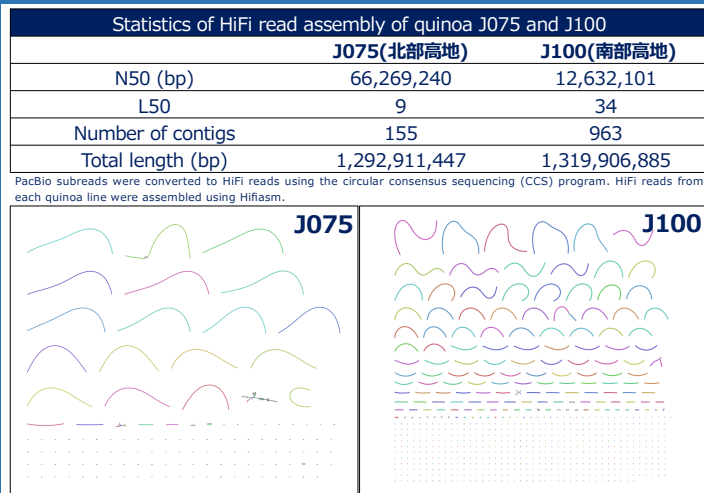 Statistics of HiFi read assembly of quinoa J075 and J100
J075(北部高地) J100(南部高地)
N50 (bp) 66,269,240 12,632,101
L50 9 34
Number of contigs 155 963
Total length (bp) 1,292,911,447 1,319,906,885
PacBio subreads were converted to HiFi reads using the circular consensus sequencing (CCS) program. HiFi reads from
each quinoa line were assembled using Hifiasm.
J075 J100